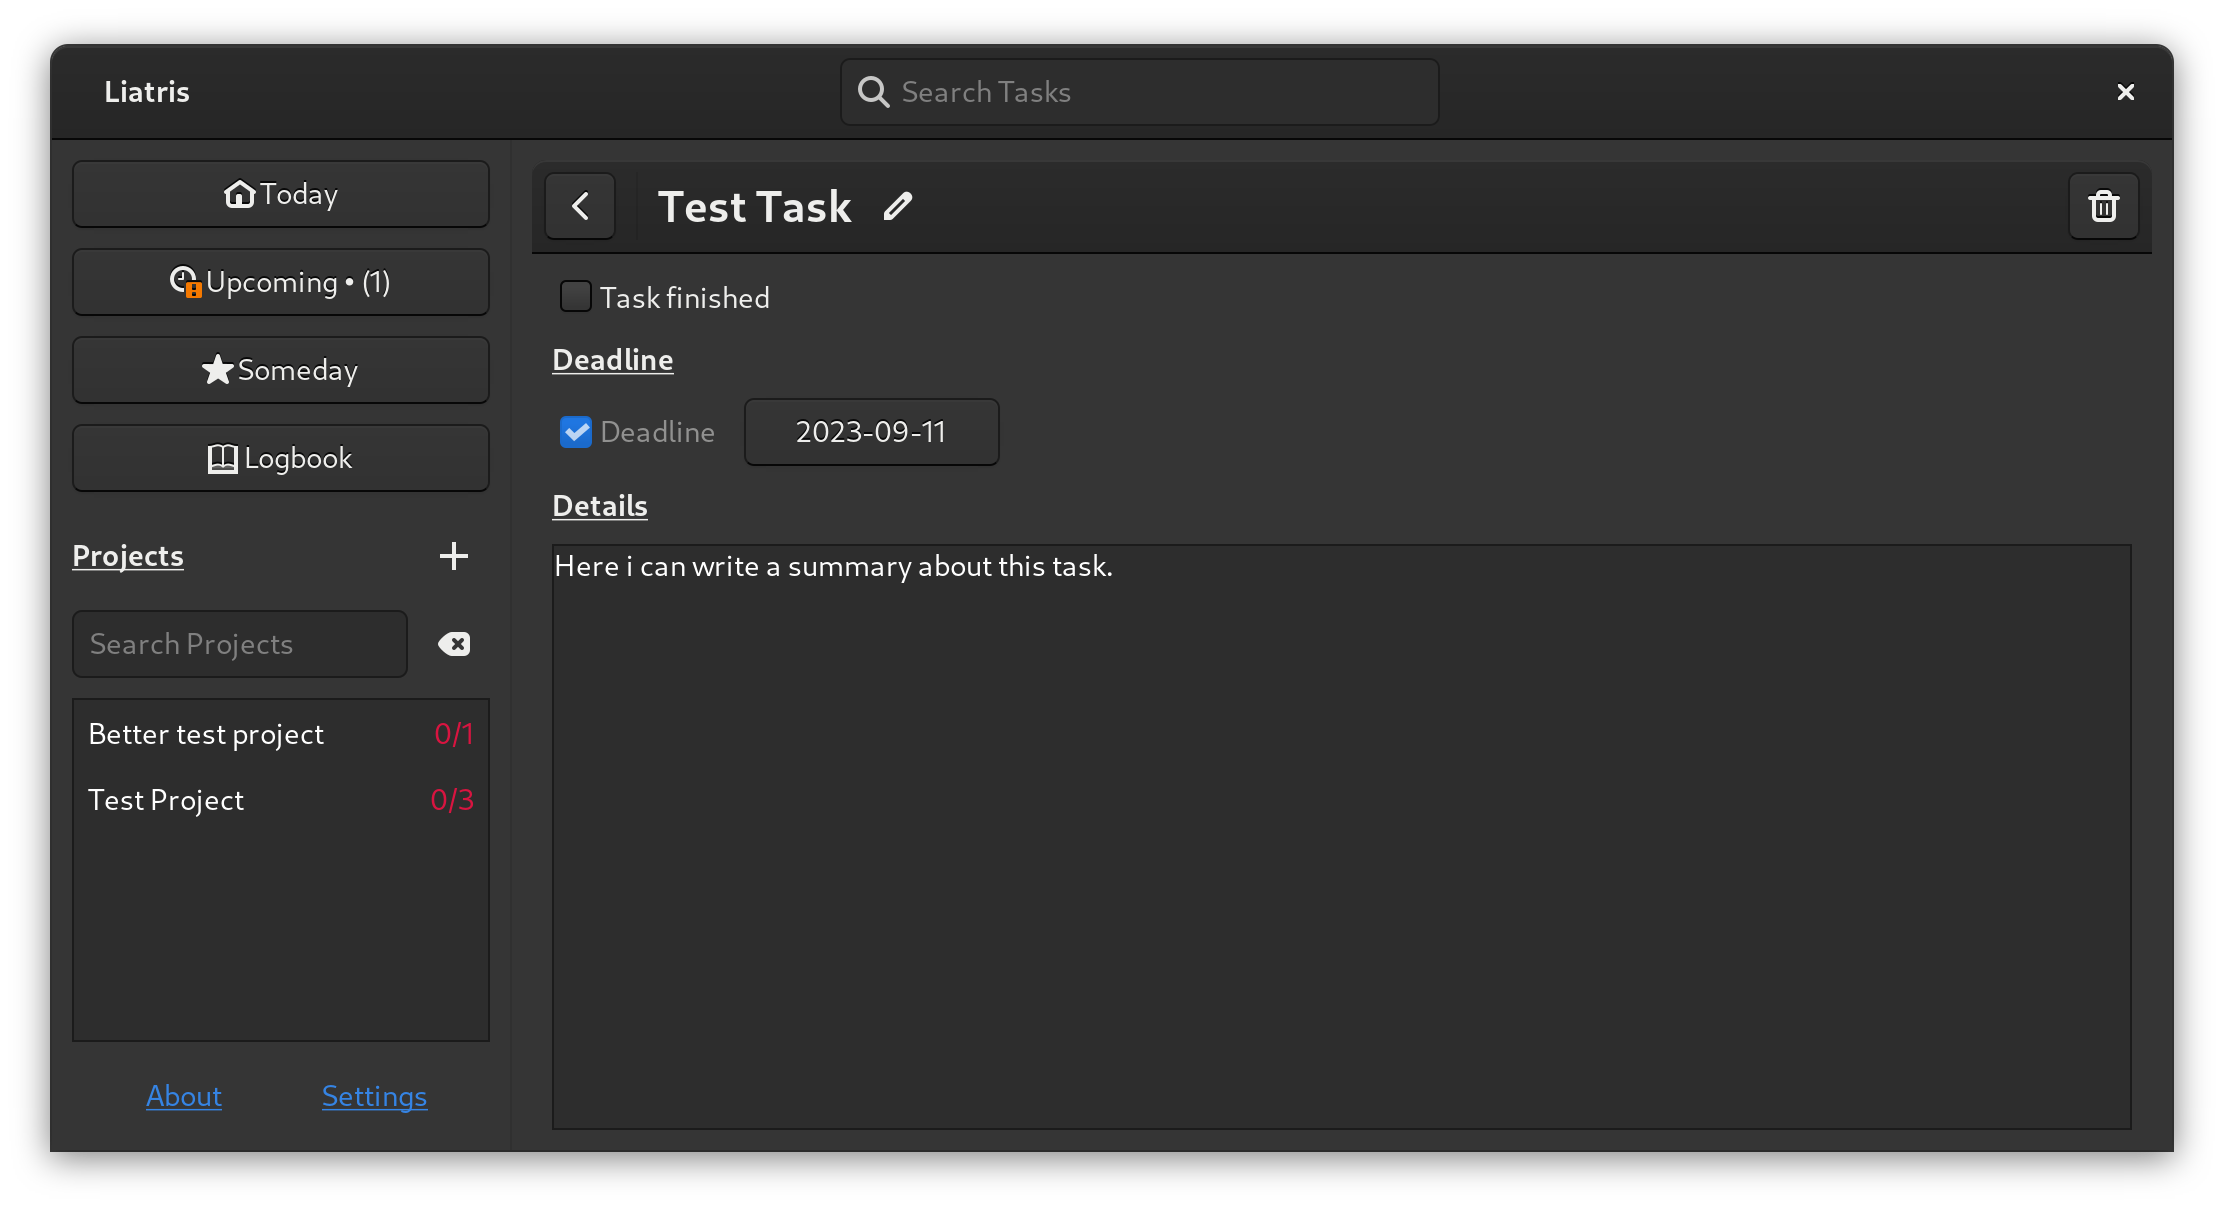 Liatris
Search Tasks
Today
Upcoming • (1)
Someday
Logbook
Projects
Search Projects
Better test project 0/1
Test Project 0/3
About
Settings
Test Task
Task finished
Deadline
Deadline 2023-09-11
Details
Here i can write a summary about this task.